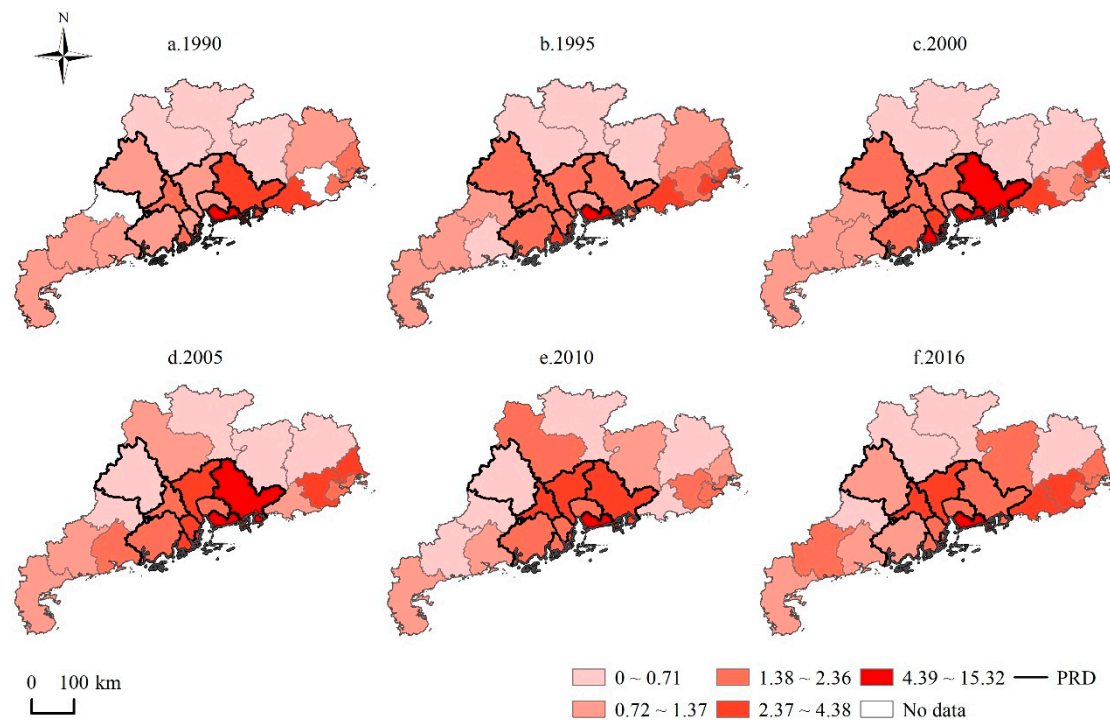 N
a.1990
b.1995
c.2000
d.2005
e.2010
f.2016
0 100 km
0 ~ 0.71
1.38 ~ 2.36
4.39 ~ 15.32
PRD
0.72 ~ 1.37
2.37 ~ 4.38
No data